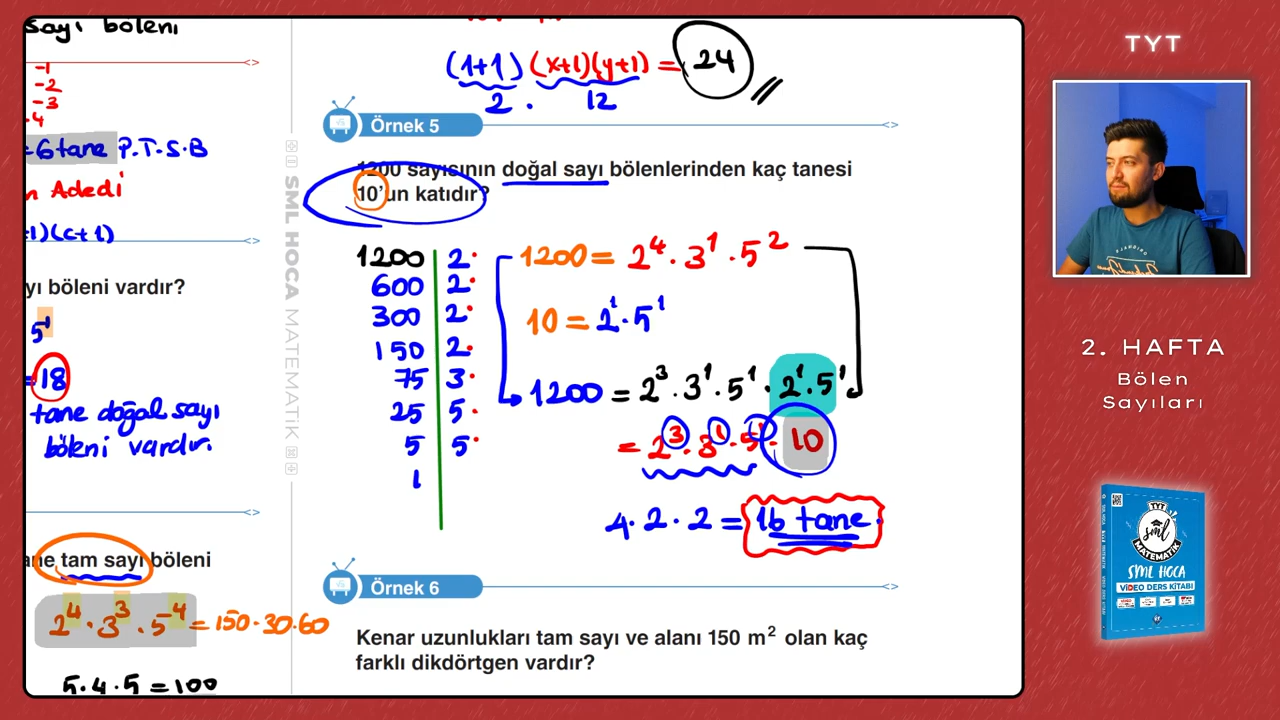 sayı böleni
-1
-2
-3
-4
=6tane P.T.S.B
n Adedi
+1)(c+1)
yı böleni vardır?
5¹
=18
tane doğal sayı
böleni vardır.
ane tam sayı böleni
2⁴·3³·5⁴=150·30·60
5.4.5=100
SML HOCA MATEMATİK
(1+1)(x+1)(y+1)=24
2 . 12
Örnek 5
1200 sayısının doğal sayı bölenlerinden kaç tanesi
10'un katıdır?
1200 2
600 2
300 2
150 2
75 3
25 5
5 5
1
1200=2⁴·3¹·5²
10=2¹·5¹
1200=2³·3¹·5¹·2¹·5¹
=2³·3¹·5¹·10
4.2.2=16 tane.
Örnek 6
Kenar uzunlukları tam sayı ve alanı 150 m² olan kaç
farklı dikdörtgen vardır?
TYT
2. HAFTA
Bölen
Sayıları
TYT
sml
MATEMATİK
SML HOCA
VİDEO DERS KİTABI